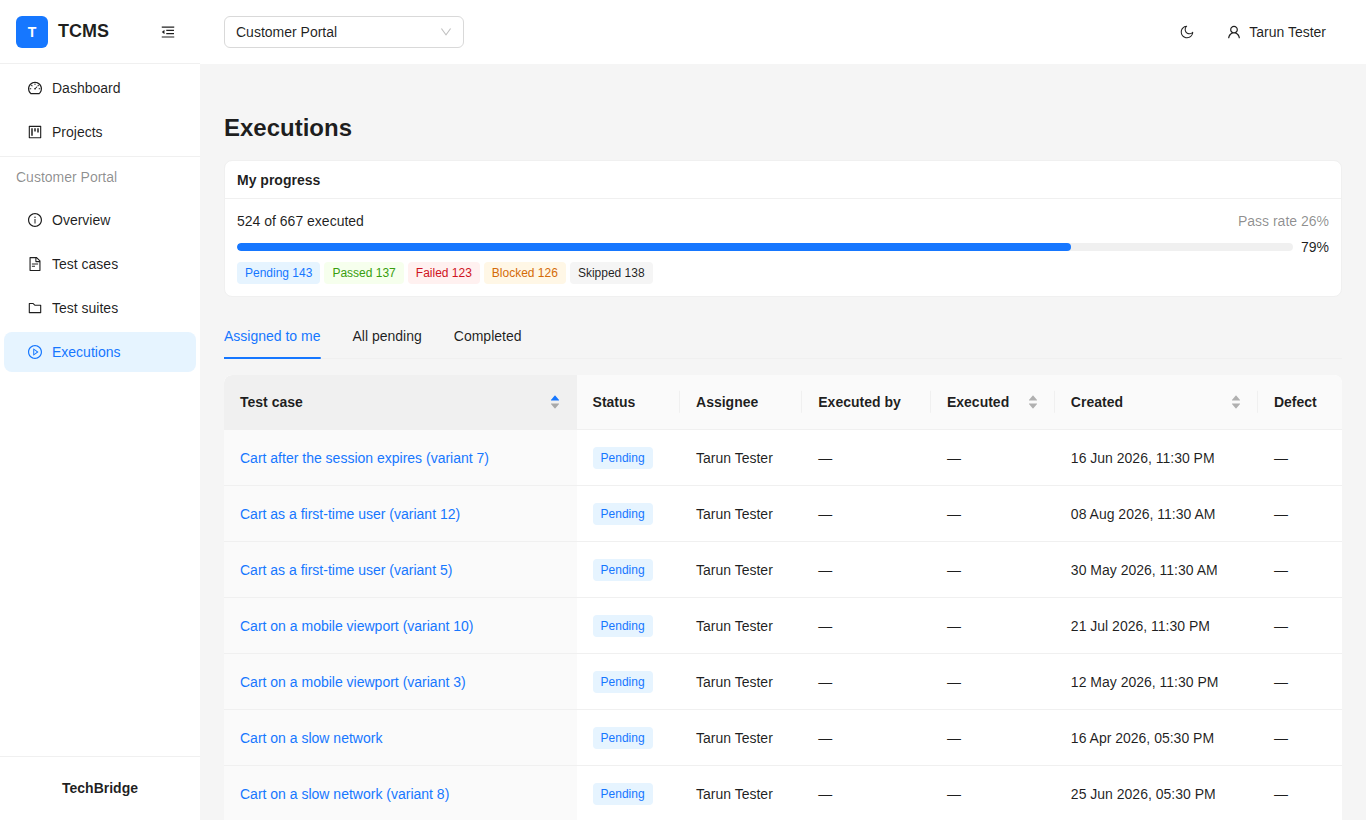 T TCMS
Customer Portal
Tarun Tester
Dashboard
Projects
Customer Portal
Overview
Test cases
Test suites
Executions
TechBridge
Executions
My progress
524 of 667 executed Pass rate 26%
79%
Pending 143 Passed 137 Failed 123 Blocked 126 Skipped 138
Assigned to me All pending Completed
Test case Status Assignee Executed by Executed Created Defect
Cart after the session expires (variant 7) Pending Tarun Tester — — 16 Jun 2026, 11:30 PM —
Cart as a first-time user (variant 12) Pending Tarun Tester — — 08 Aug 2026, 11:30 AM —
Cart as a first-time user (variant 5) Pending Tarun Tester — — 30 May 2026, 11:30 AM —
Cart on a mobile viewport (variant 10) Pending Tarun Tester — — 21 Jul 2026, 11:30 PM —
Cart on a mobile viewport (variant 3) Pending Tarun Tester — — 12 May 2026, 11:30 PM —
Cart on a slow network Pending Tarun Tester — — 16 Apr 2026, 05:30 PM —
Cart on a slow network (variant 8) Pending Tarun Tester — — 25 Jun 2026, 05:30 PM —